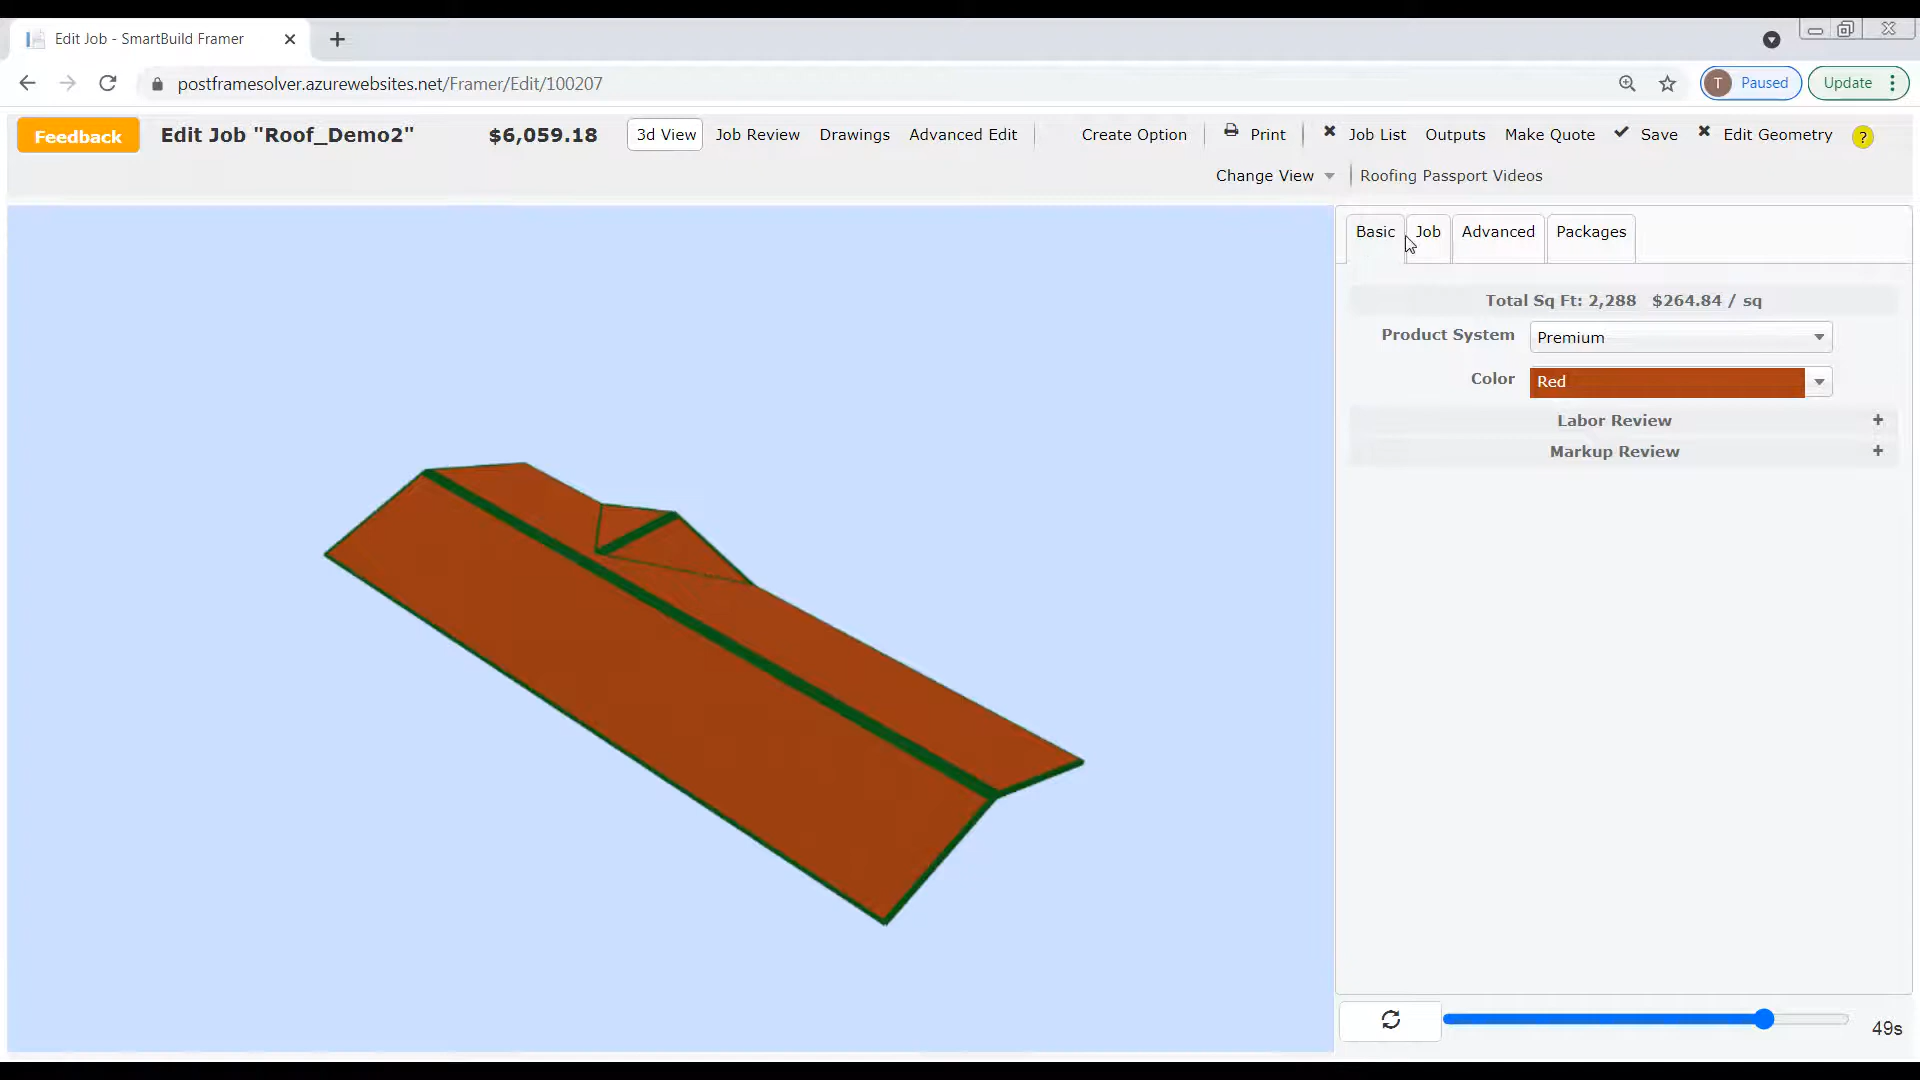 Edit Job - SmartBuild Framer
postframesolver.azurewebsites.net/Framer/Edit/100207
T Paused
Update
Feedback
Edit Job "Roof_Demo2"
$6,059.18
3d View
Job Review
Drawings
Advanced Edit
Create Option
Print
Job List
Outputs
Make Quote
Save
Edit Geometry
?
Change View
Roofing Passport Videos
Basic
Job
Advanced
Packages
Total Sq Ft: 2,288 $264.84 / sq
Product System
Premium
Color
Red
Labor Review +
Markup Review +
49s